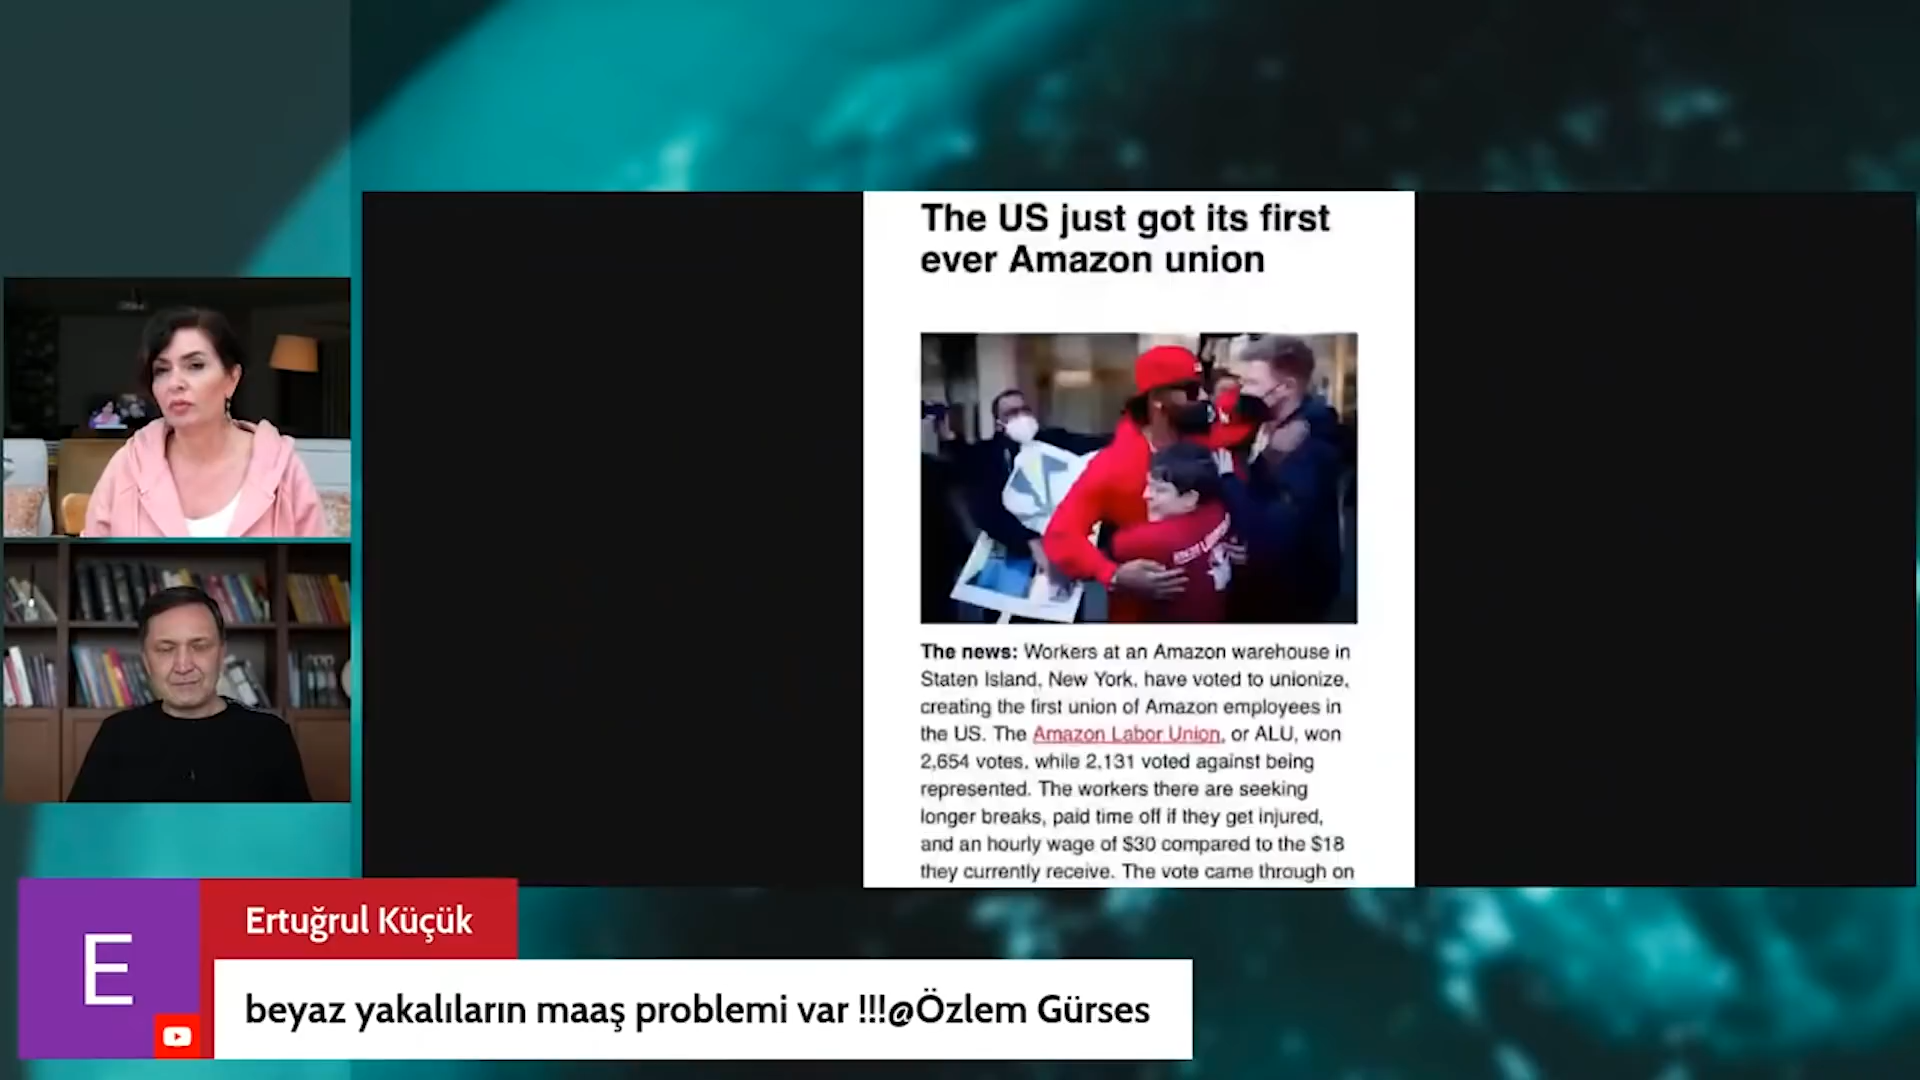 The US just got its first
ever Amazon union
The news: Workers at an Amazon warehouse in
Staten Island, New York, have voted to unionize,
creating the first union of Amazon employees in
the US. The Amazon Labor Union, or ALU, won
2,654 votes, while 2,131 voted against being
represented. The workers there are seeking
longer breaks, paid time off if they get injured,
and an hourly wage of $30 compared to the $18
they currently receive. The vote came through on
E
Ertuğrul Küçük
beyaz yakalıların maaş problemi var !!!@Özlem Gürses